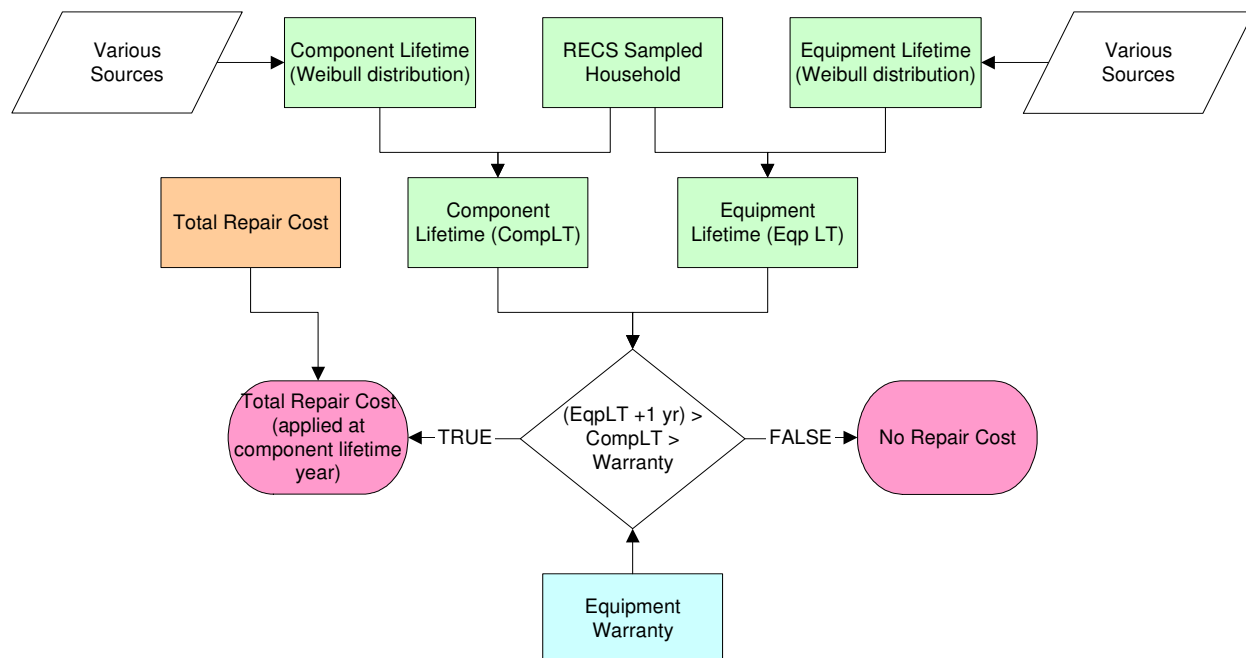 Various
Sources
Component Lifetime
(Weibull distribution)
RECS Sampled
Household
Equipment Lifetime
(Weibull distribution)
Various
Sources
Total Repair Cost
Component
Lifetime (CompLT)
Equipment
Lifetime (Eqp LT)
Total Repair Cost
(applied at
component lifetime
year)
TRUE
(EqpLT +1 yr) >
CompLT >
Warranty
FALSE
No Repair Cost
Equipment
Warranty